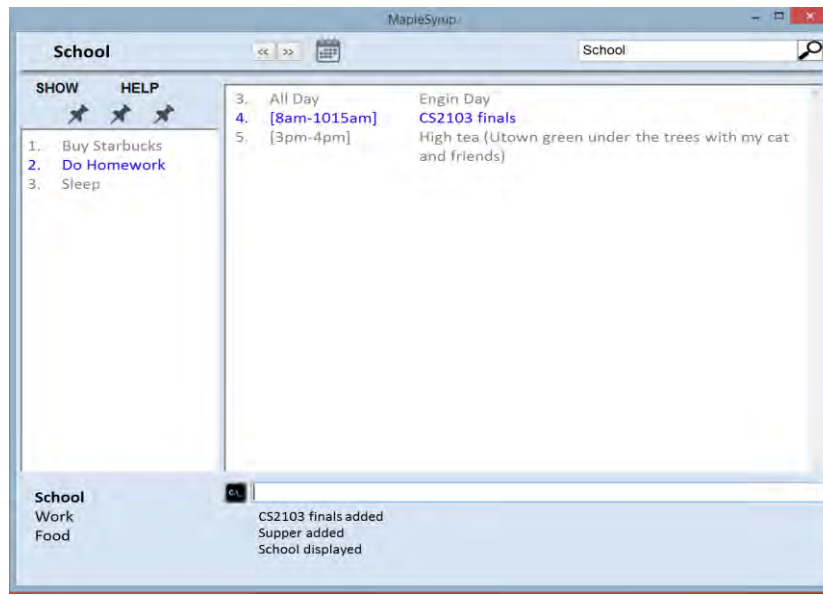 MapleSyrup
School
<< >>
School
SHOW HELP
1. Buy Starbucks
2. Do Homework
3. Sleep
3. All Day Engin Day
4. [8am-1015am] CS2103 finals
5. [3pm-4pm] High tea (Utown green under the trees with my cat
and friends)
School
Work
Food
C:\_
CS2103 finals added
Supper added
School displayed